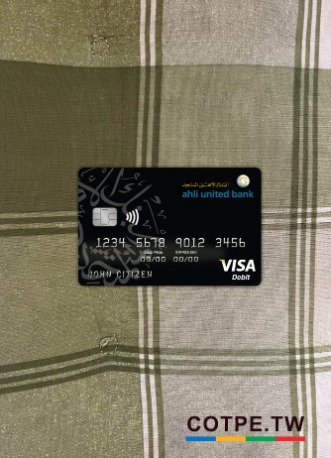 ahli united bank
1234 5678 9012 3456
00/00 00/00
JOHN CITIZEN
VISA
Debit
COTPE.TW